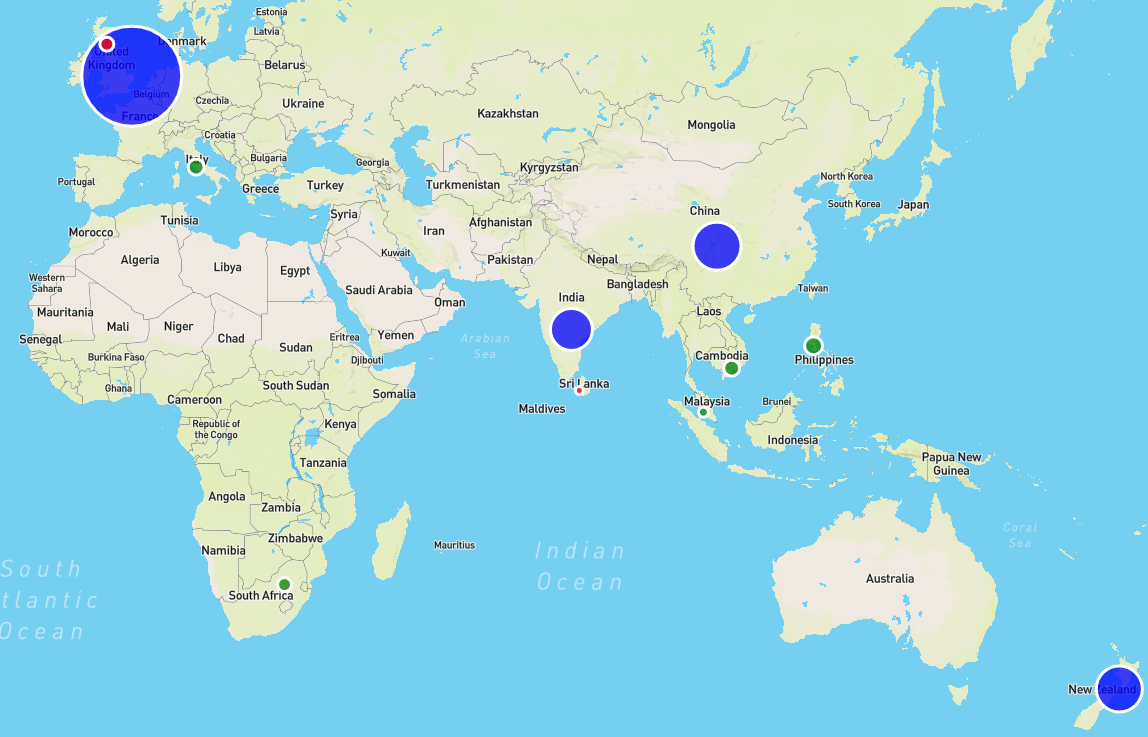 Estonia
Latvia
Denmark
United
Kingdom
Belarus
Belgium
Czechia
Ukraine
France
Kazakhstan
Mongolia
Croatia
Italy
Bulgaria
Georgia
Kyrgyzstan
North Korea
Portugal
Greece
Turkey
Turkmenistan
South Korea
Japan
China
Tunisia
Syria
Afghanistan
Morocco
Iran
Kuwait
Pakistan
Nepal
Algeria
Libya
Egypt
Bangladesh
Western
Sahara
Saudi Arabia
Taiwan
India
Oman
Mauritania
Laos
Mali
Niger
Senegal
Chad
Eritrea
Yemen
Arabian
Sea
Sudan
Burkina Faso
Djibouti
Cambodia
Philippines
Ghana
South Sudan
Sri Lanka
Somalia
Cameroon
Malaysia
Brunei
Maldives
Republic of
the Congo
Kenya
Indonesia
Tanzania
Papua New
Guinea
Angola
Zambia
Coral
Sea
Zimbabwe
Mauritius
Namibia
Indian
Ocean
South
tlantic
Ocean
Australia
South Africa
New Zealand